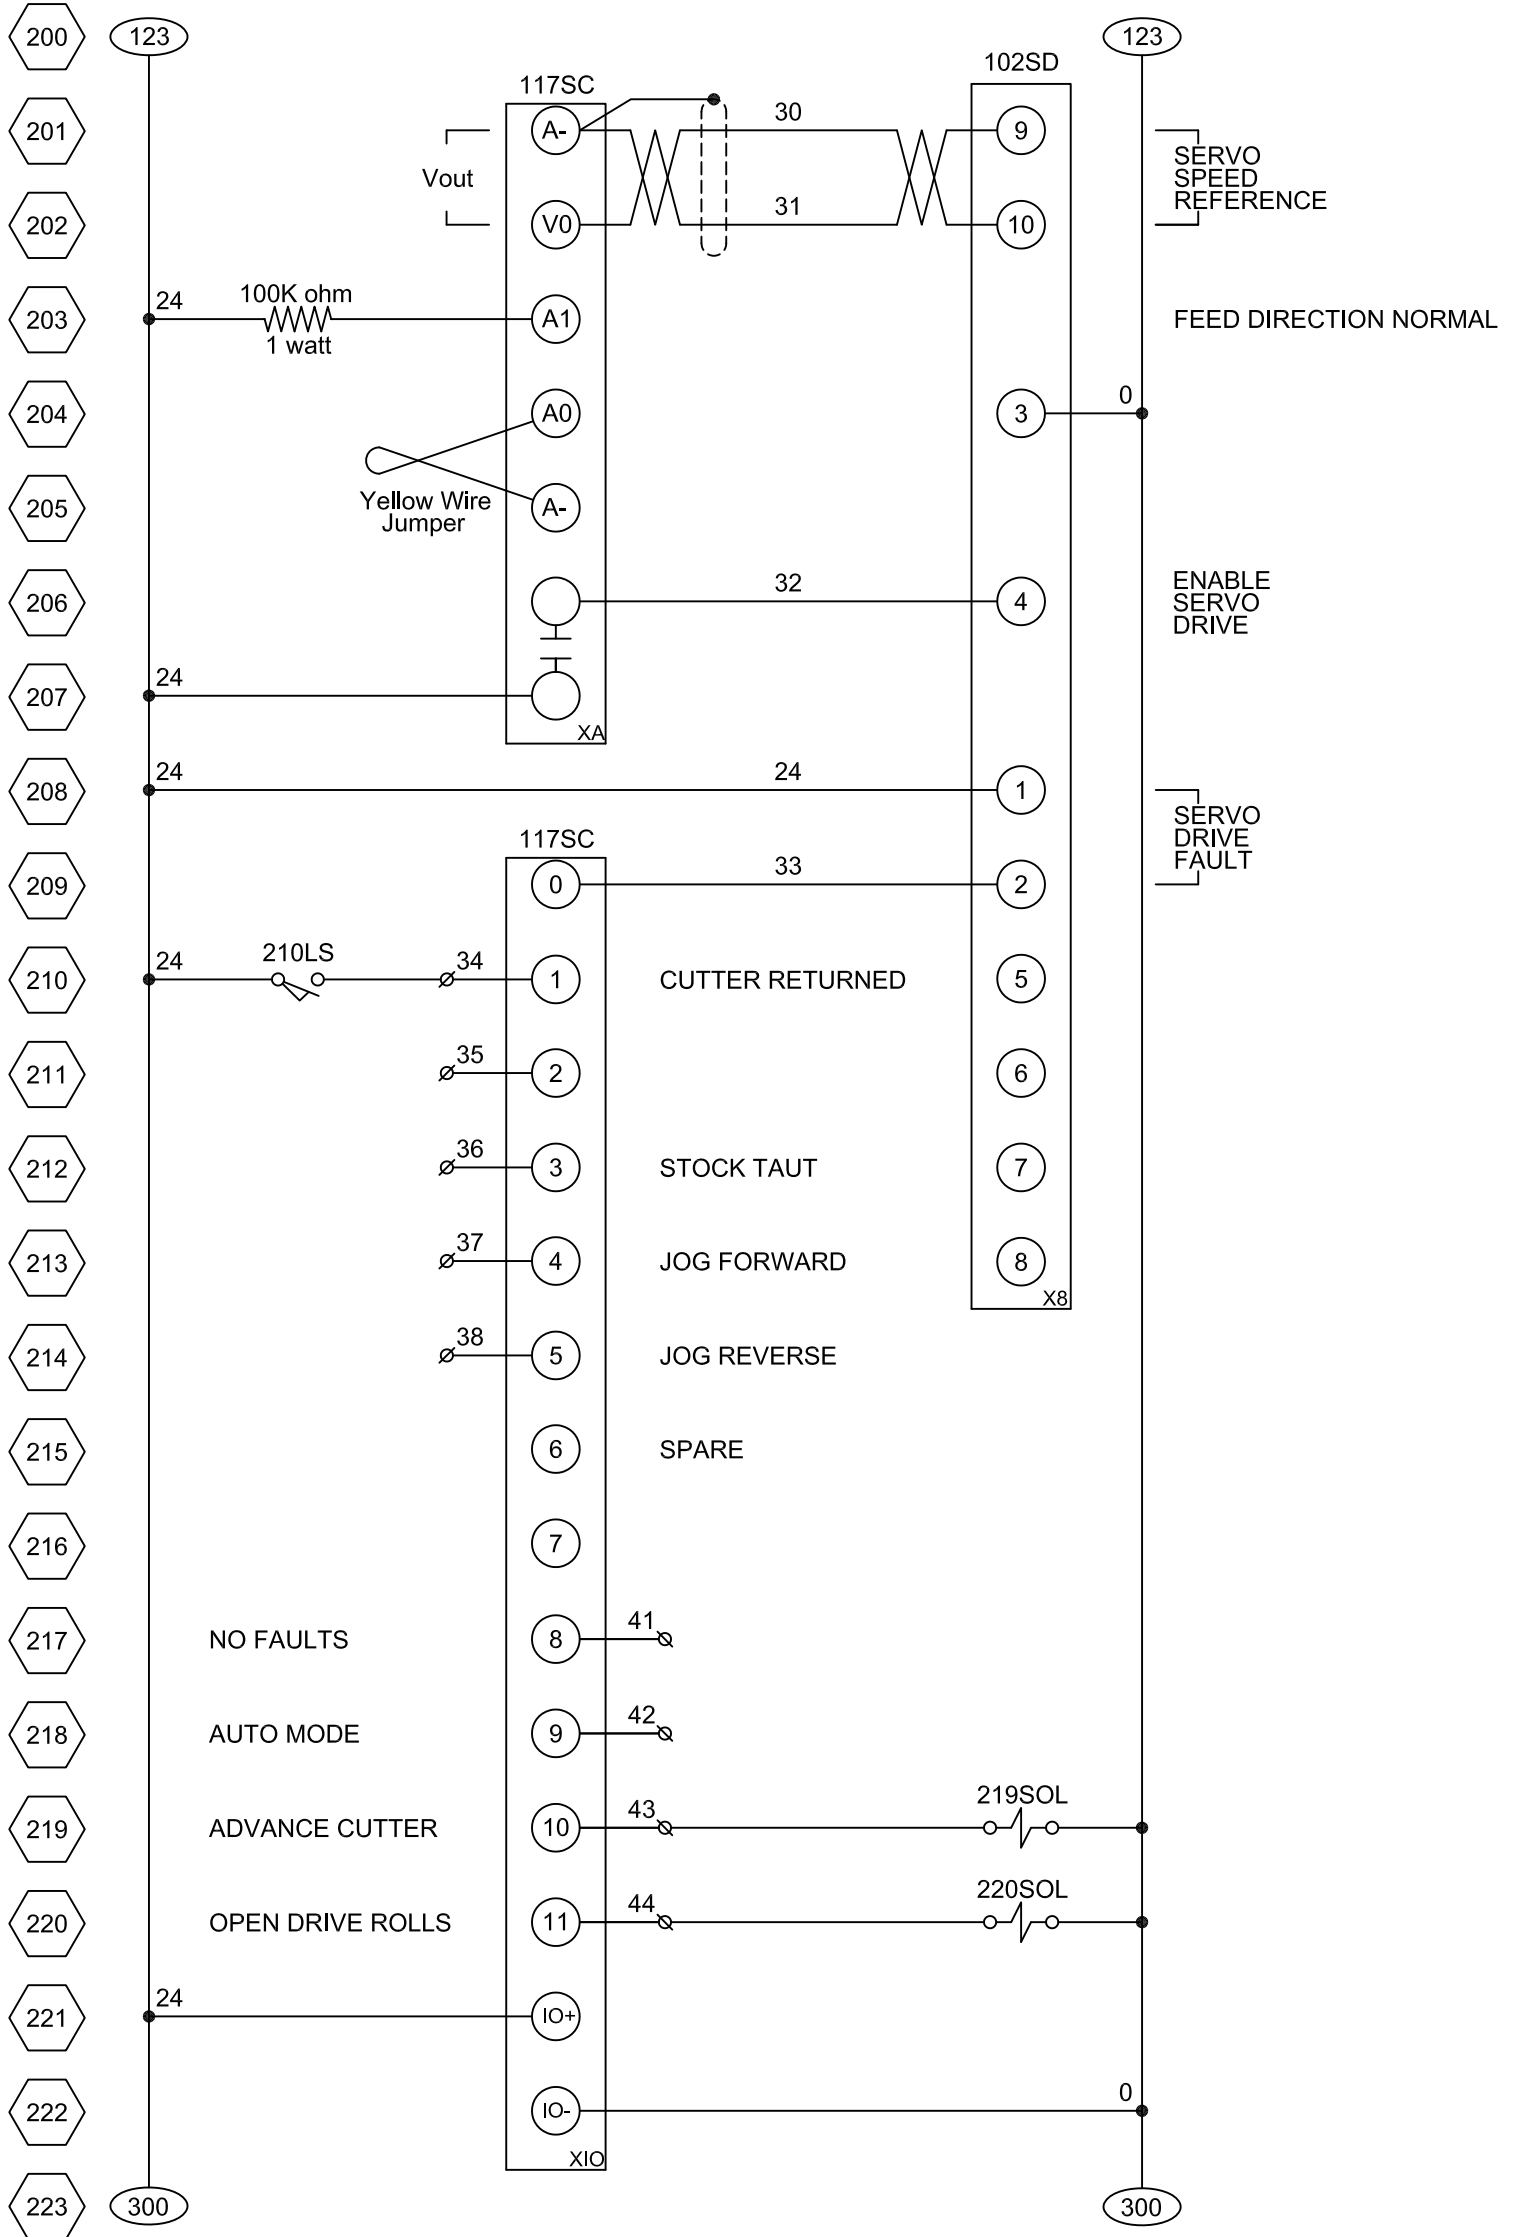 200
123
123
102SD
117SC
201
A-
30
9
SERVO
SPEED
REFERENCE
Vout
202
V0
31
10
203
24
100K ohm
1 watt
A1
FEED DIRECTION NORMAL
204
A0
3
0
Yellow Wire
Jumper
205
A-
206
32
4
ENABLE
SERVO
DRIVE
207
24
XA
208
24
24
1
SERVO
DRIVE
FAULT
117SC
209
0
33
2
210
24
210LS
34
1
CUTTER RETURNED
5
211
35
2
6
212
36
3
STOCK TAUT
7
213
37
4
JOG FORWARD
8
X8
214
38
5
JOG REVERSE
215
6
SPARE
216
7
217
NO FAULTS
8
41
218
AUTO MODE
9
42
219
ADVANCE CUTTER
10
43
219SOL
220
OPEN DRIVE ROLLS
11
44
220SOL
221
24
IO+
222
IO-
0
XIO
223
300
300